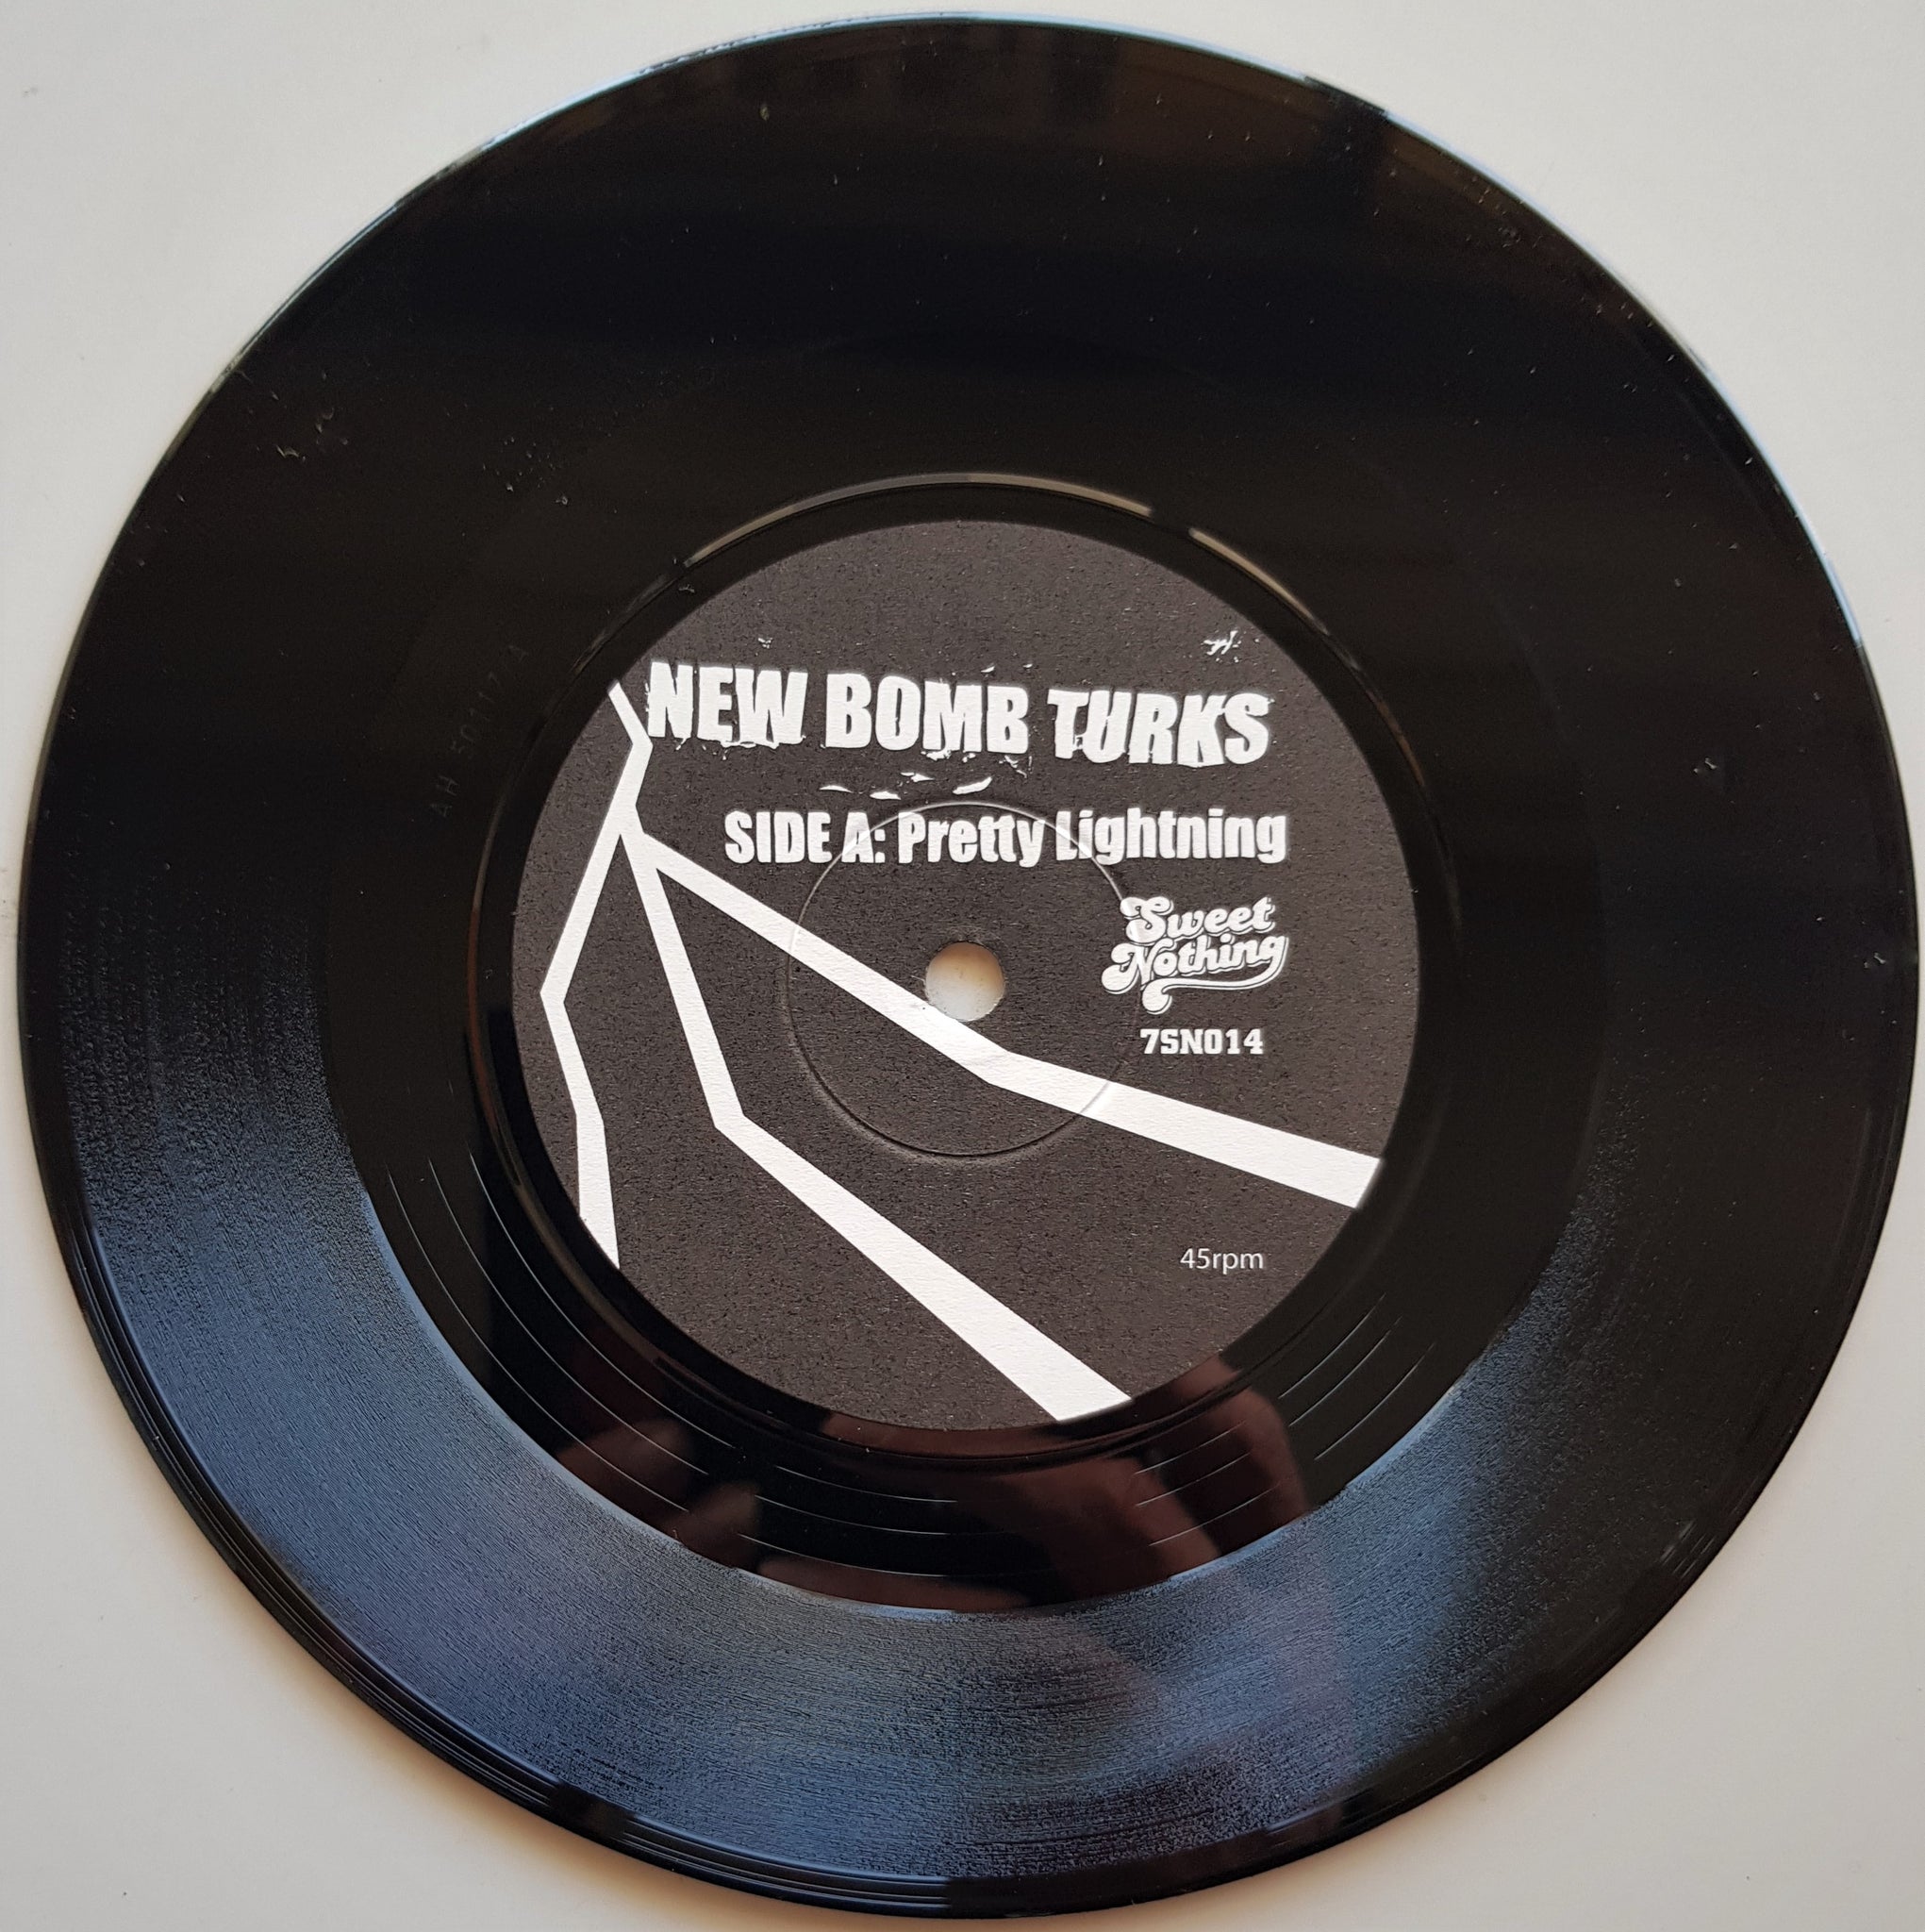 NEW BOMB TURKS
SIDE A: Pretty Lightning
Sweet
Nothing
7SN014
45rpm